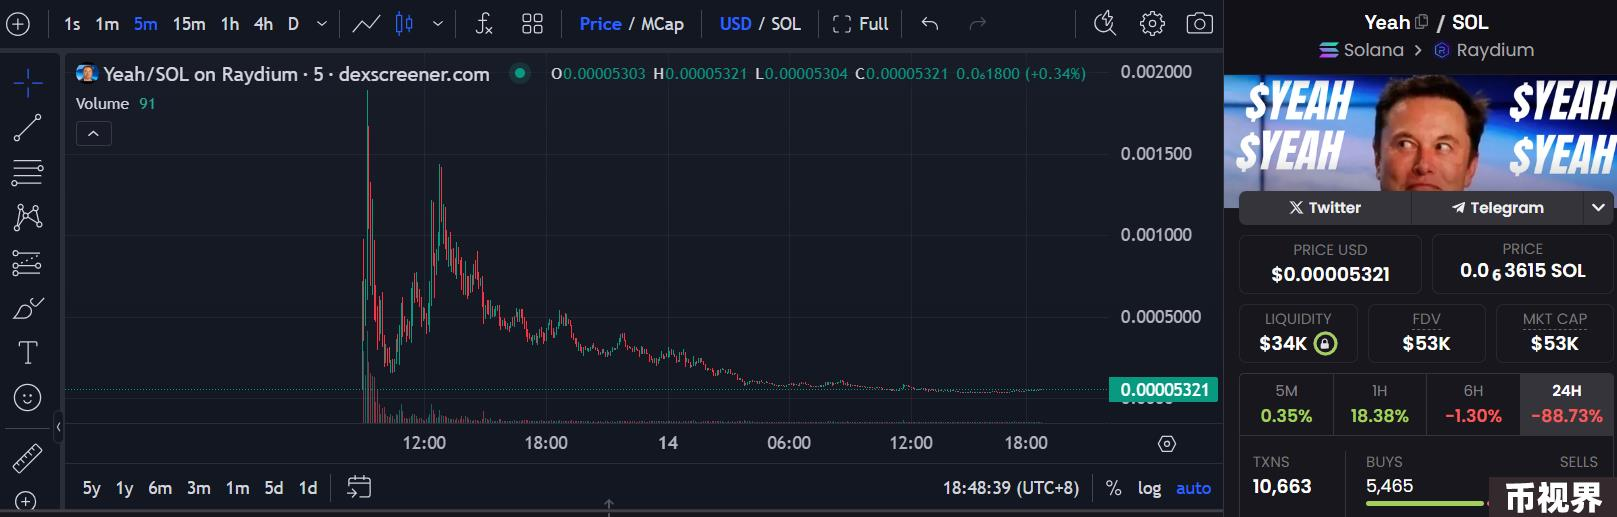 1s 1m 5m 15m 1h 4h D Price / MCap USD / SOL Full
Yeah/SOL on Raydium · 5 · dexscreener.com O0.00005303 H0.00005321 L0.00005304 C0.00005321 0.0₆1800 (+0.34%)
Volume 91
0.002000
0.001500
0.001000
0.0005000
0.00005321
12:00 18:00 14 06:00 12:00 18:00
5y 1y 6m 3m 1m 5d 1d 18:48:39 (UTC+8) % log auto
Yeah / SOL
Solana > Raydium
$YEAH $YEAH
$YEAH $YEAH
Twitter Telegram
PRICE USD PRICE
$0.00005321 0.0₆3615 SOL
LIQUIDITY FDV MKT CAP
$34K $53K $53K
5M 1H 6H 24H
0.35% 18.38% -1.30% -88.73%
TXNS BUYS SELLS
10,663 5,465
币视界